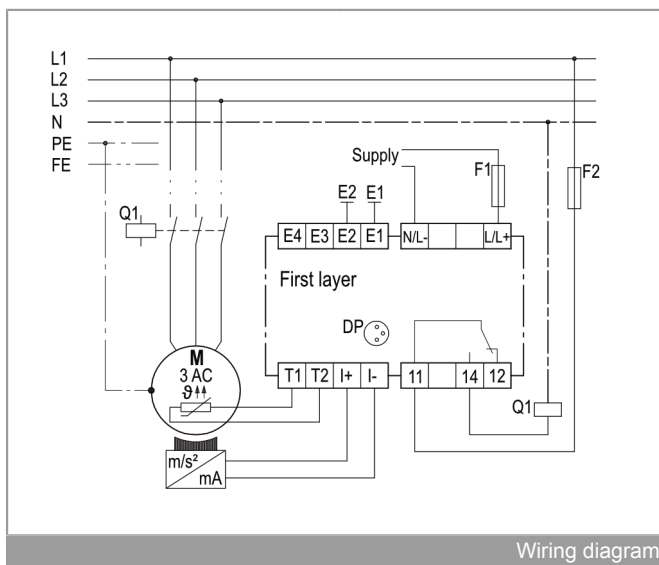 L1
L2
L3
N
PE
FE
Supply
F1
F2
E2 E1
Q1
E4 E3 E2 E1 N/L- L/L+
First layer
DP
M
3 AC
ϑ
T1 T2 I+ I- 11 14 12
Q1
m/s²
mA
Wiring diagram